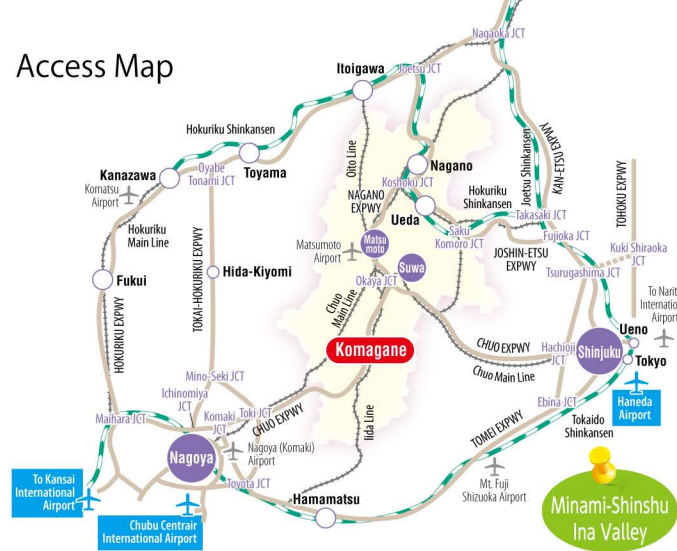 Access Map
Nagaoka JCT
Itoigawa
Joetsu JCT
Hokuriku Shinkansen
Kanazawa
Oyabe
Tonami JCT
Toyama
Komatsu
Airport
Oito Line
Nagano
NAGANO
EXPWY
Koshoku JCT
Ueda
Hokuriku
Shinkansen
Joetsu Shinkansen
KAN-ETSU EXPWY
TOHOKU EXPWY
Takasaki JCT
Fujioka JCT
Kuki Shiraoka
JCT
Hokuriku
Main Line
Matsumoto
Airport
Matsu
moto
Saku
Komoro JCT
JOSHIN-ETSU
EXPWY
Tsurugashima JCT
Fukui
Hida-Kiyomi
TOKAI-HOKURIKU EXPWY
HOKURIKU EXPWY
Suwa
Okaya JCT
Chuo
Main Line
To Narit
Internatio
Airport
Ueno
Komagane
CHUO EXPWY
Chuo Main Line
Hachioji
JCT
Shinjuku
Tokyo
Mino-Seki JCT
Ichinomiya
JCT
Maihara JCT
Komaki
JCT
Toki JCT
CHUO EXPWY
Iida Line
Ebina JCT
Haneda
Airport
TOMEI EXPWY
Tokaido
Shinkansen
Nagoya
Nagoya (Komaki)
Airport
To Kansai
International
Airport
Toyota JCT
Mt. Fuji
Shizuoka Airport
Hamamatsu
Chubu Centrair
International Airport
Minami-Shinshu
Ina Valley